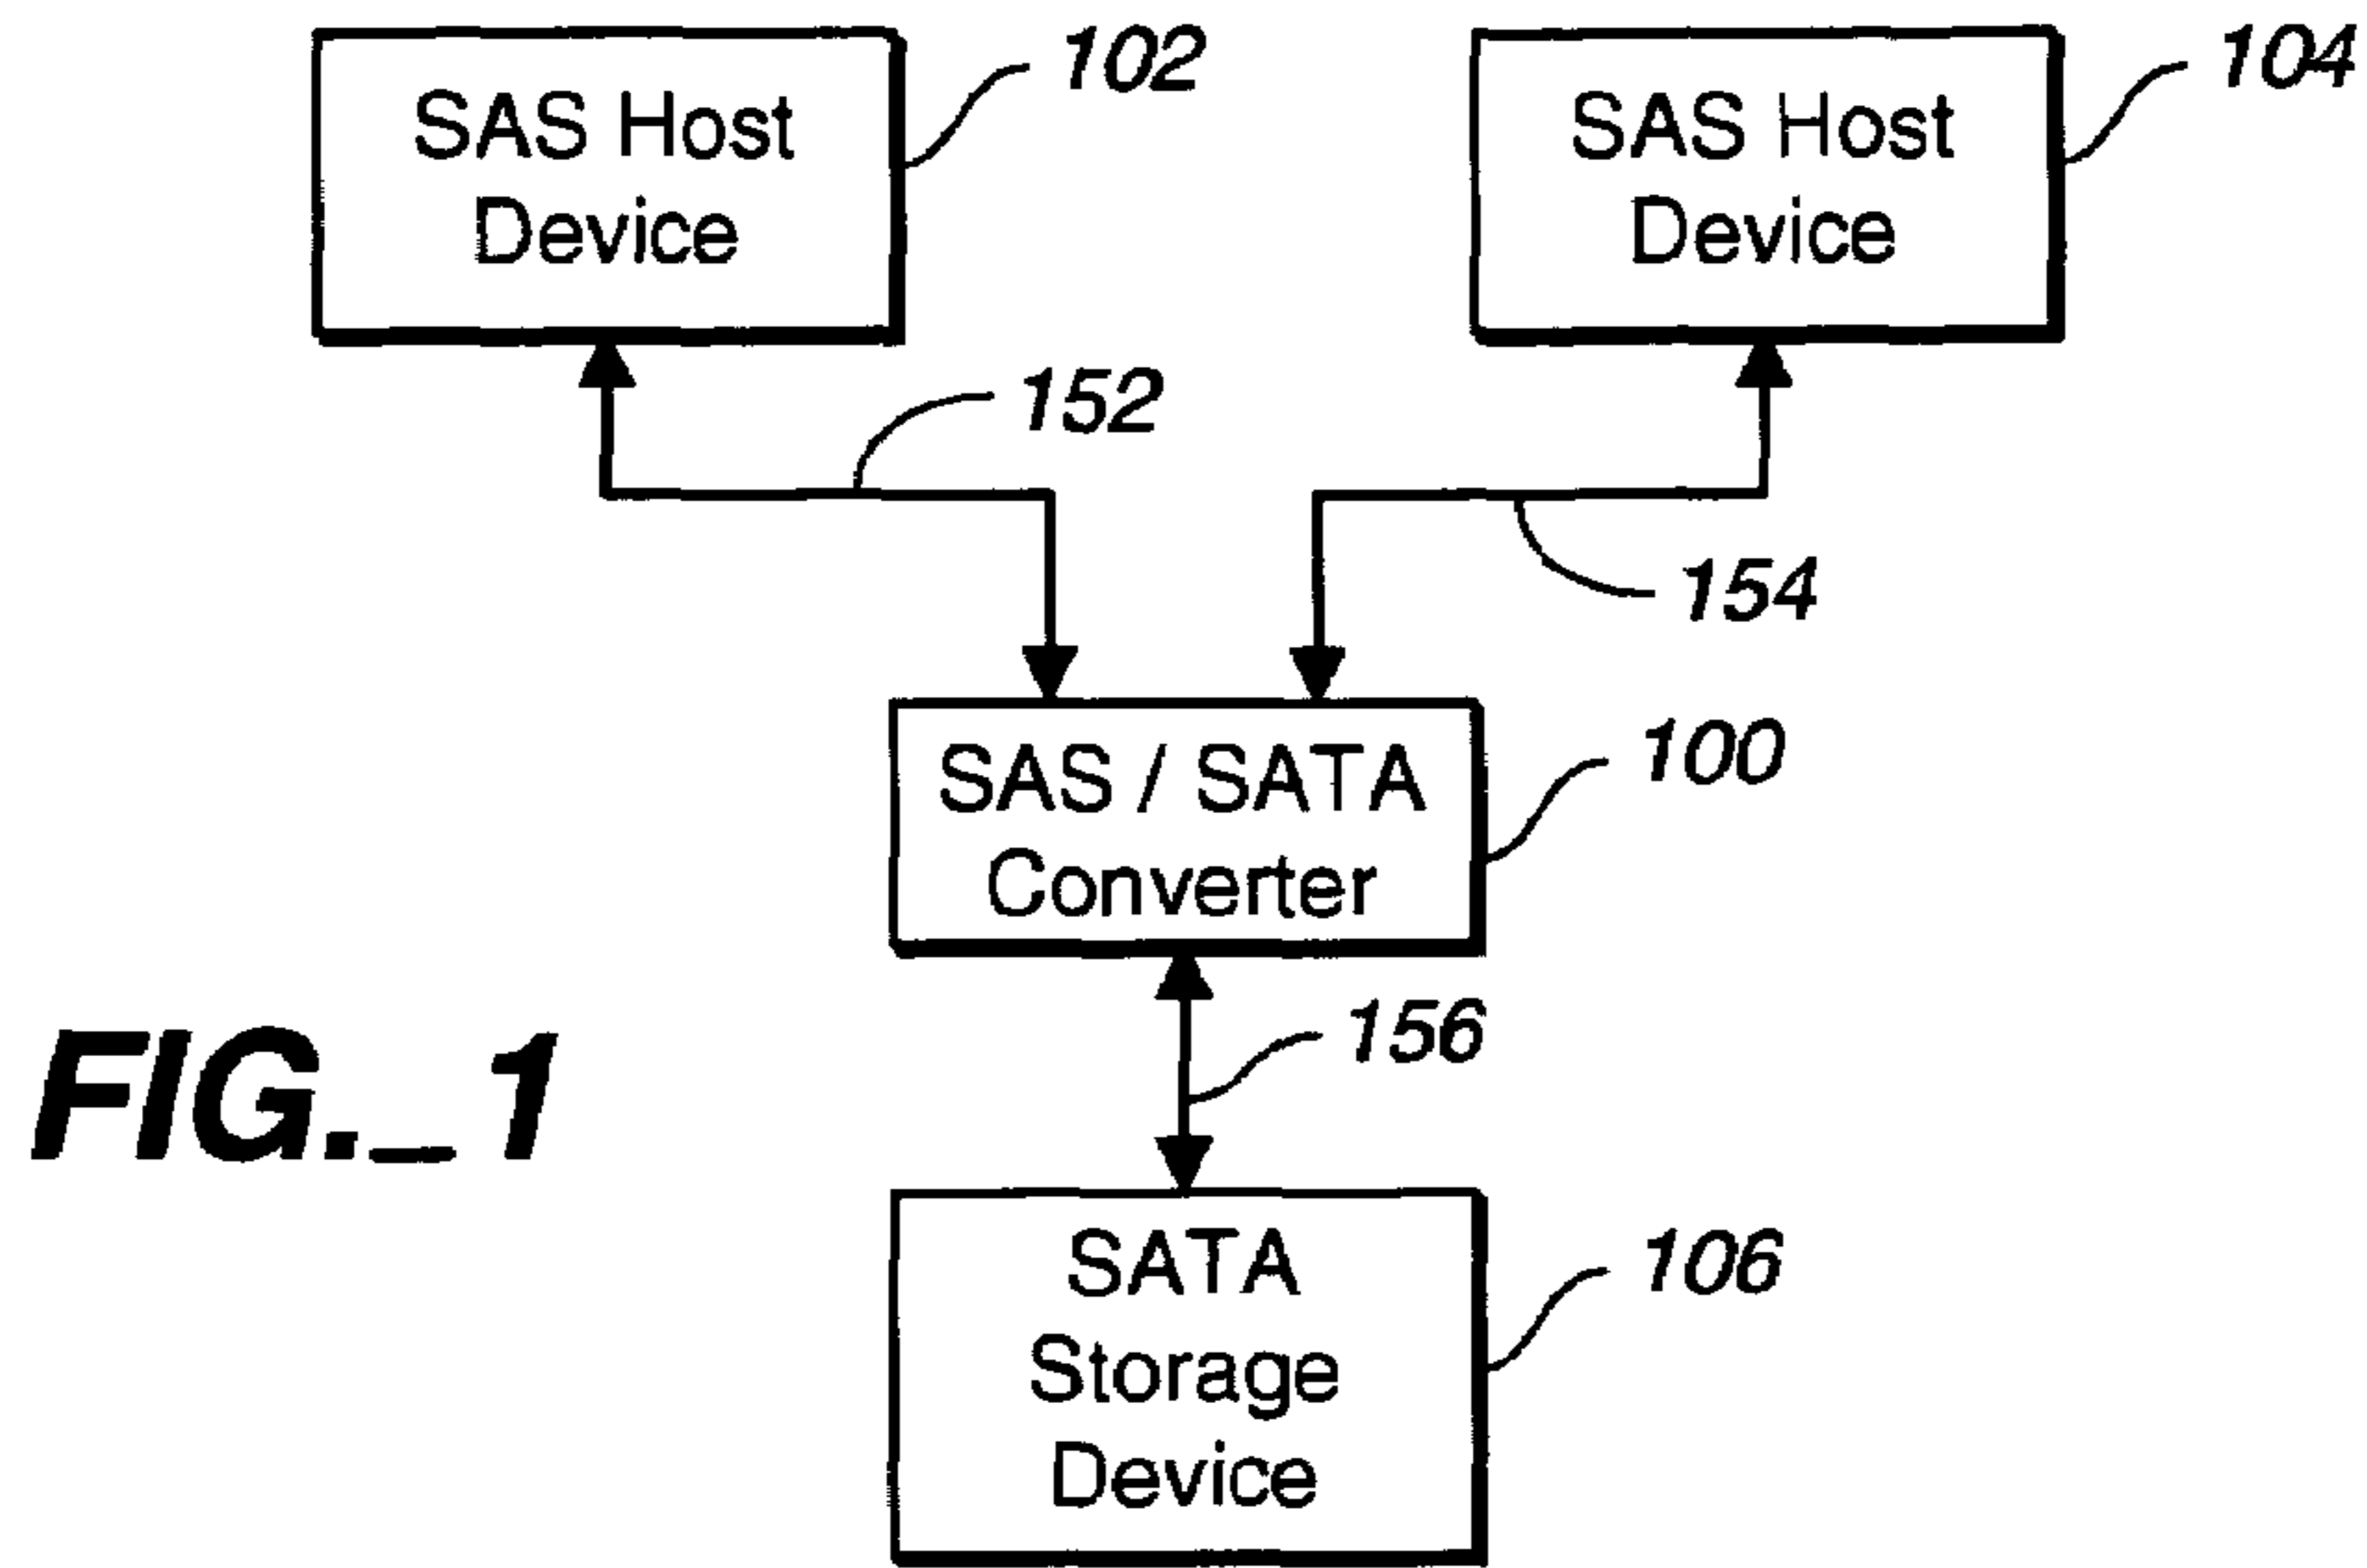 SAS Host
Device
102
SAS Host
Device
104
152
154
SAS / SATA
Converter
100
156
FIG._1
SATA
Storage
Device
106